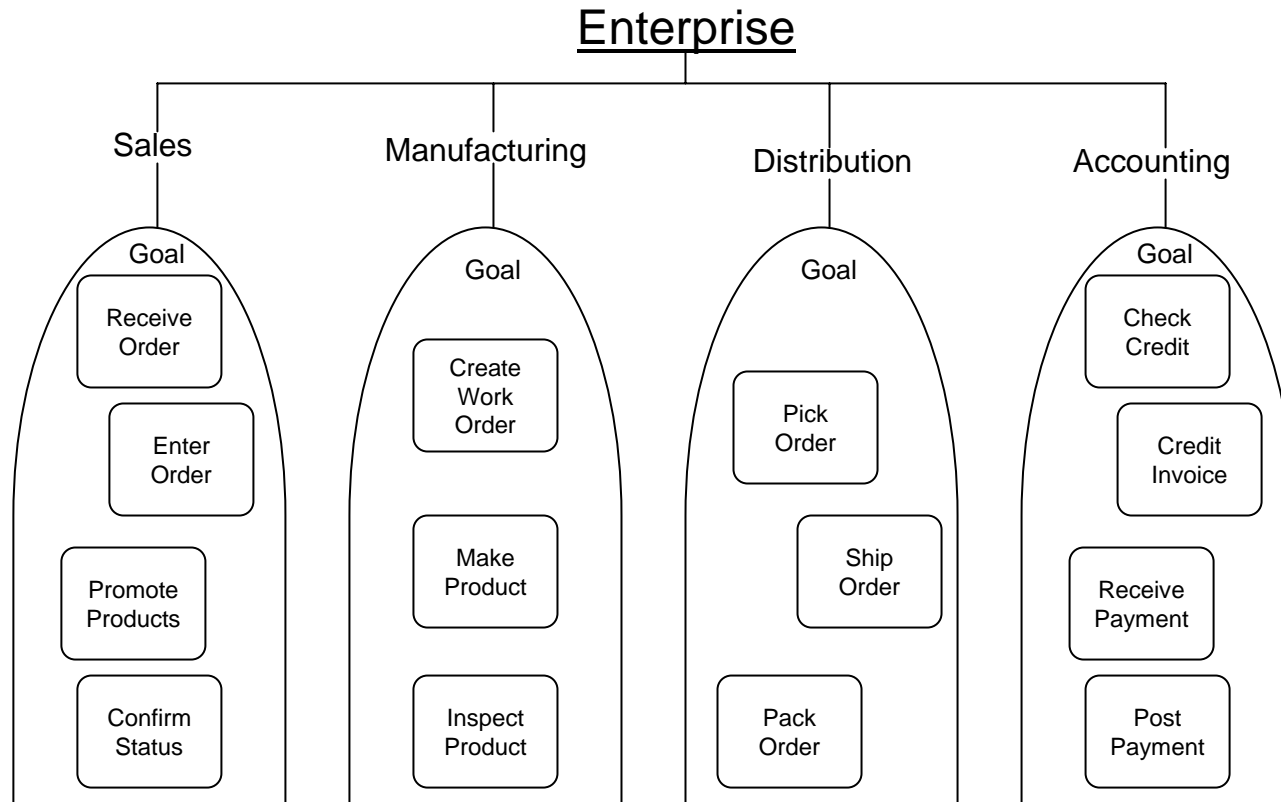 Enterprise
Sales
Manufacturing
Distribution
Accounting
Goal
Receive
Order
Enter
Order
Promote
Products
Confirm
Status
Goal
Create
Work
Order
Make
Product
Inspect
Product
Goal
Pick
Order
Ship
Order
Pack
Order
Goal
Check
Credit
Credit
Invoice
Receive
Payment
Post
Payment